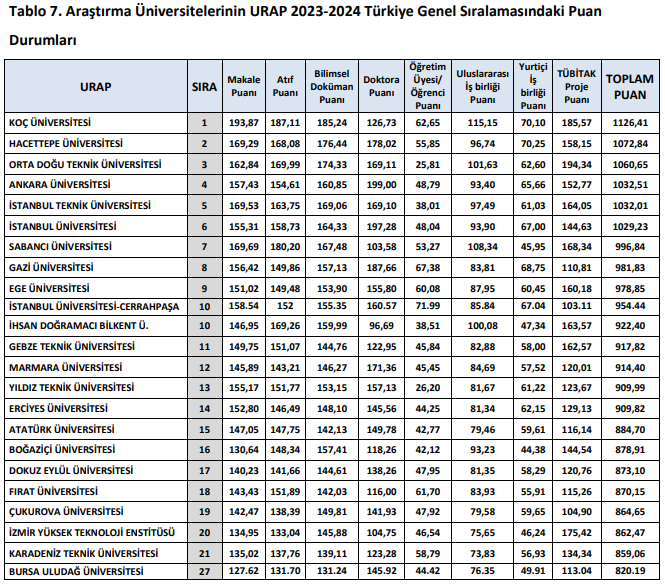 Tablo 7. Araştırma Üniversitelerinin URAP 2023-2024 Türkiye Genel Sıralamasındaki Puan
Durumları
URAP SIRA Makale Puanı Atıf Puanı Bilimsel Doküman Puanı Doktora Puanı Öğretim Üyesi/ Öğrenci Puanı Uluslararası İş birliği Puanı Yurtiçi İş birliği Puanı TÜBİTAK Proje Puanı TOPLAM PUAN
KOÇ ÜNİVERSİTESİ 1 193,87 187,11 185,24 126,73 62,65 115,15 70,10 185,57 1126,41
HACETTEPE ÜNİVERSİTESİ 2 169,29 168,08 176,44 178,02 55,85 96,74 70,25 158,15 1072,84
ORTA DOĞU TEKNİK ÜNİVERSİTESİ 3 162,84 169,99 174,33 169,11 25,81 101,63 62,60 194,34 1060,65
ANKARA ÜNİVERSİTESİ 4 157,43 154,61 160,85 199,00 48,79 93,40 65,66 152,77 1032,51
İSTANBUL TEKNİK ÜNİVERSİTESİ 5 169,53 163,75 169,06 169,10 38,01 97,49 61,03 164,05 1032,01
İSTANBUL ÜNİVERSİTESİ 6 155,31 158,73 164,33 197,28 48,04 93,90 67,00 144,63 1029,23
SABANCI ÜNİVERSİTESİ 7 169,69 180,20 167,48 103,58 53,27 108,34 45,95 168,34 996,84
GAZİ ÜNİVERSİTESİ 8 156,42 149,86 157,13 187,66 67,38 83,81 68,75 110,81 981,83
EGE ÜNİVERSİTESİ 9 151,02 149,48 153,90 155,80 60,08 87,95 60,45 160,18 978,85
İSTANBUL ÜNİVERSİTESİ-CERRAHPAŞA 10 158.54 152 155.35 160.57 71.99 85.84 67.04 103.11 954.44
İHSAN DOĞRAMACI BİLKENT Ü. 10 146,95 169,26 159,99 96,69 38,51 100,08 47,34 163,57 922,40
GEBZE TEKNİK ÜNİVERSİTESİ 11 149,75 151,07 144,76 122,95 45,84 82,88 58,00 162,57 917,82
MARMARA ÜNİVERSİTESİ 12 145,89 143,21 146,27 171,36 45,45 84,69 57,52 120,01 914,40
YILDIZ TEKNİK ÜNİVERSİTESİ 13 155,17 151,77 153,15 157,13 26,20 81,67 61,22 123,67 909,99
ERCİYES ÜNİVERSİTESİ 14 152,80 146,49 148,10 145,56 44,25 81,34 62,15 129,13 909,82
ATATÜRK ÜNİVERSİTESİ 15 147,05 147,75 142,13 149,78 42,77 79,46 59,61 116,14 884,70
BOĞAZİÇİ ÜNİVERSİTESİ 16 130,64 148,34 157,41 118,26 42,12 93,23 44,38 144,54 878,91
DOKUZ EYLÜL ÜNİVERSİTESİ 17 140,23 141,66 144,61 138,26 47,95 81,35 58,29 120,76 873,10
FIRAT ÜNİVERSİTESİ 18 143,43 151,89 142,03 116,00 61,70 83,93 55,91 115,26 870,15
ÇUKUROVA ÜNİVERSİTESİ 19 142,47 138,39 149,81 141,93 47,92 79,58 59,65 104,90 864,65
İZMİR YÜKSEK TEKNOLOJİ ENSTİTÜSÜ 20 134,95 133,04 145,88 104,75 46,54 75,65 46,24 175,42 862,47
KARADENİZ TEKNİK ÜNİVERSİTESİ 21 135,02 137,76 139,11 123,28 58,79 73,83 56,93 134,34 859,06
BURSA ULUDAĞ ÜNİVERSİTESİ 27 127.62 131.70 131.24 145.92 44.42 76.35 49.91 113.04 820.19